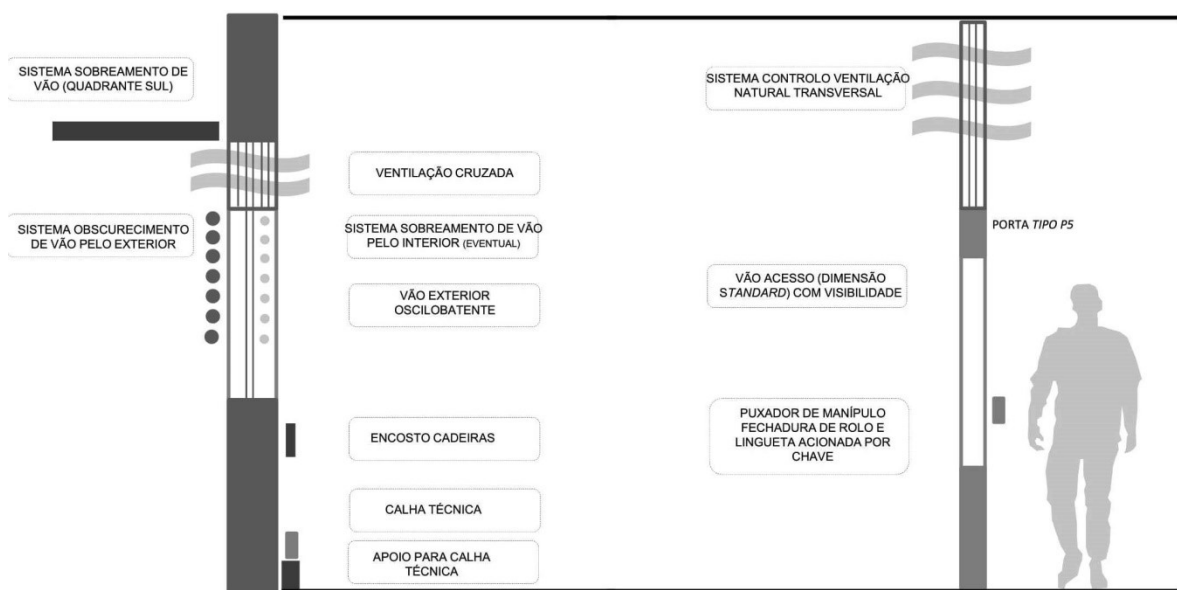 SISTEMA SOBREAMENTO DE
VÃO (QUADRANTE SUL)
SISTEMA OBSCURECIMENTO
DE VÃO PELO EXTERIOR
VENTILAÇÃO CRUZADA
SISTEMA SOBREAMENTO DE VÃO
PELO INTERIOR (EVENTUAL)
VÃO EXTERIOR
OSCILOBATENTE
ENCOSTO CADEIRAS
CALHA TÉCNICA
APOIO PARA CALHA
TÉCNICA
SISTEMA CONTROLO VENTILAÇÃO
NATURAL TRANSVERSAL
PORTA TIPO P5
VÃO ACESSO (DIMENSÃO
STANDARD) COM VISIBILIDADE
PUXADOR DE MANÍPULO
FECHADURA DE ROLO E
LINGUETA ACIONADA POR
CHAVE